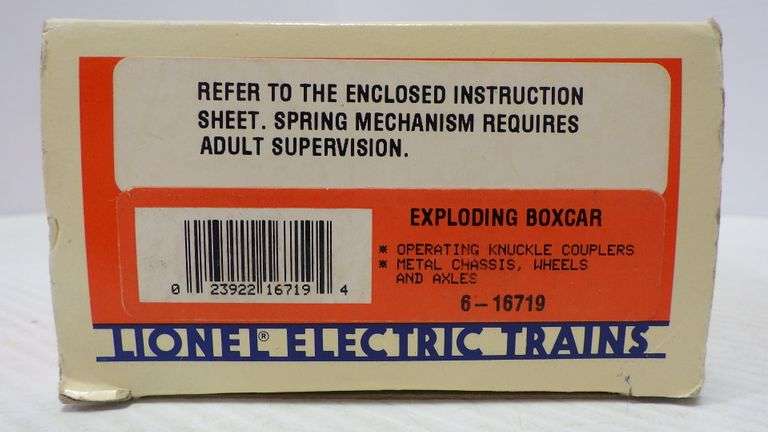 REFER TO THE ENCLOSED INSTRUCTION
SHEET. SPRING MECHANISM REQUIRES
ADULT SUPERVISION.
EXPLODING BOXCAR
* OPERATING KNUCKLE COUPLERS
* METAL CHASSIS, WHEELS
AND AXLES
0 23922 16719 4
6-16719
LIONEL® ELECTRIC TRAINS